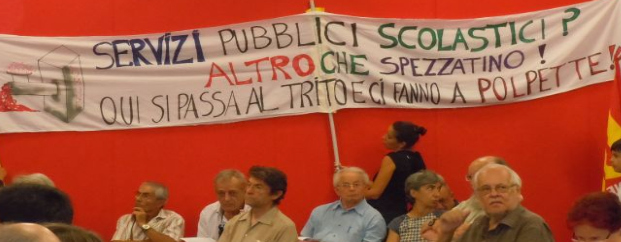 SERVIZI PUBBLICI SCOLASTICI?
ALTRO CHE SPEZZATINO!
QUI SI PASSA AL TRITO E CI FANNO A POLPETTE!